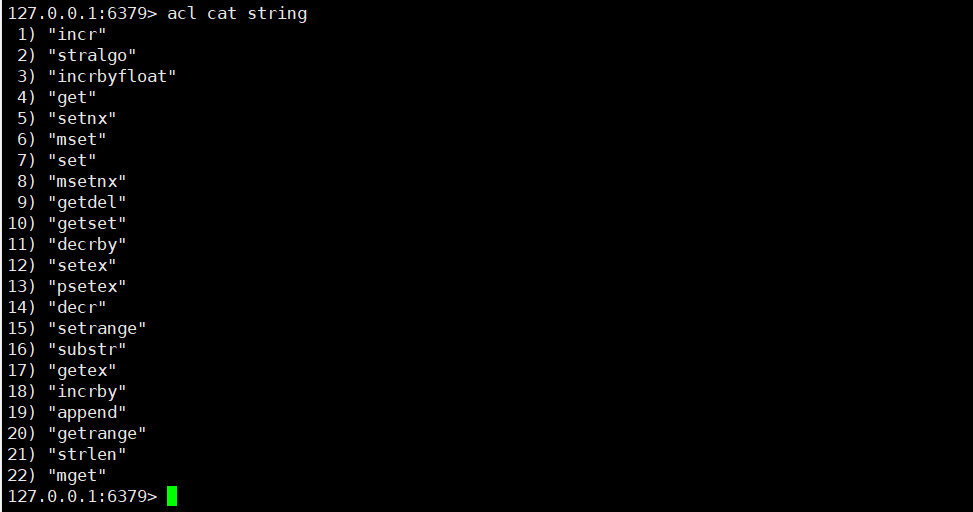 127.0.0.1:6379> acl cat string
1) "incr"
2) "stralgo"
3) "incrbyfloat"
4) "get"
5) "setnx"
6) "mset"
7) "set"
8) "msetnx"
9) "getdel"
10) "getset"
11) "decrby"
12) "setex"
13) "psetex"
14) "decr"
15) "setrange"
16) "substr"
17) "getex"
18) "incrby"
19) "append"
20) "getrange"
21) "strlen"
22) "mget"
127.0.0.1:6379>